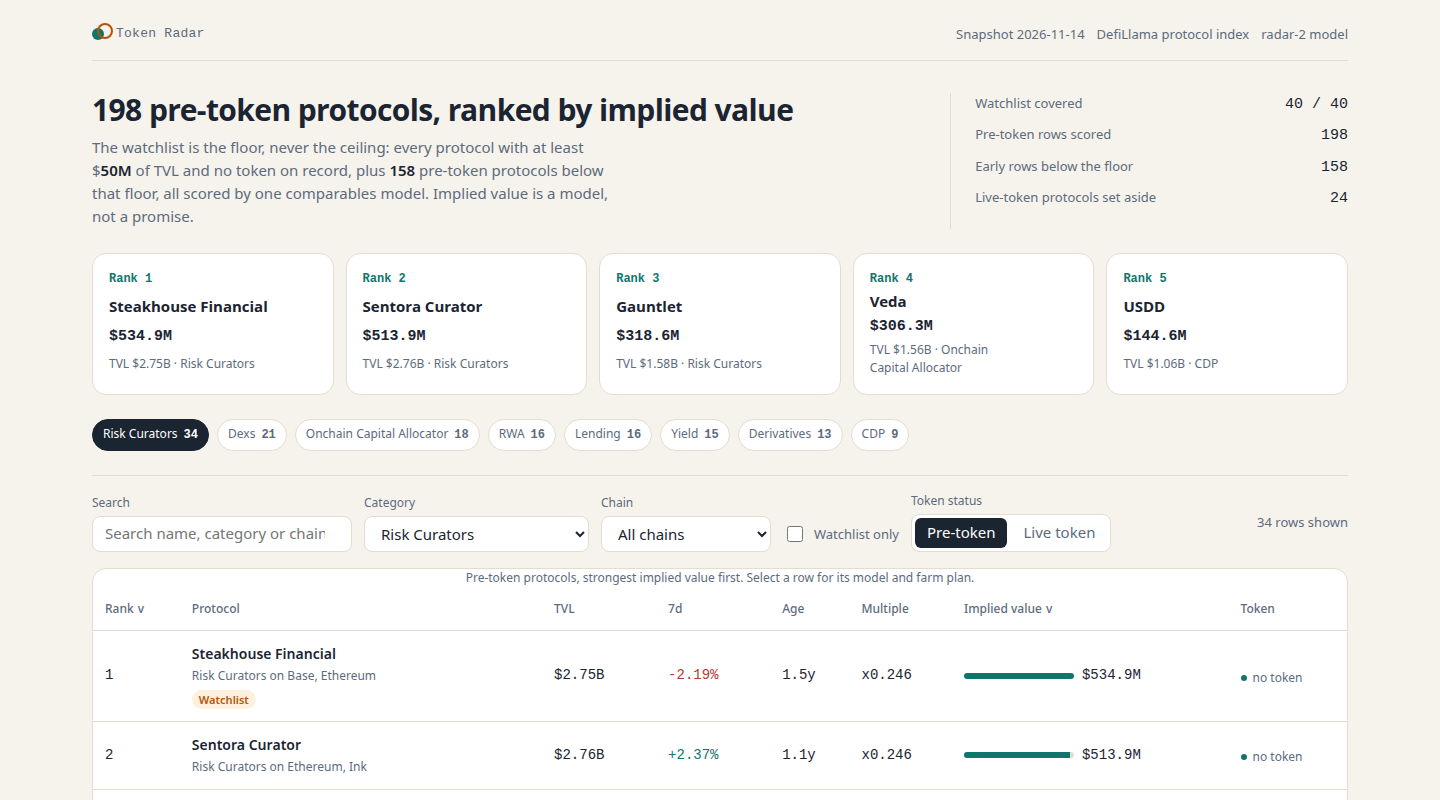 Token Radar
Snapshot 2026-11-14 DefiLlama protocol index radar-2 model
198 pre-token protocols, ranked by implied value
The watchlist is the floor, never the ceiling: every protocol with at least
$50M of TVL and no token on record, plus 158 pre-token protocols below
that floor, all scored by one comparables model. Implied value is a model,
not a promise.
Watchlist covered 40 / 40
Pre-token rows scored 198
Early rows below the floor 158
Live-token protocols set aside 24
Rank 1
Steakhouse Financial
$534.9M
TVL $2.75B · Risk Curators
Rank 2
Sentora Curator
$513.9M
TVL $2.76B · Risk Curators
Rank 3
Gauntlet
$318.6M
TVL $1.58B · Risk Curators
Rank 4
Veda
$306.3M
TVL $1.56B · Onchain
Capital Allocator
Rank 5
USDD
$144.6M
TVL $1.06B · CDP
Risk Curators 34 Dexs 21 Onchain Capital Allocator 18 RWA 16 Lending 16 Yield 15 Derivatives 13 CDP 9
Search Category Chain Token status
Search name, category or chain Risk Curators All chains Watchlist only Pre-token Live token 34 rows shown
Pre-token protocols, strongest implied value first. Select a row for its model and farm plan.
Rank v Protocol TVL 7d Age Multiple Implied value v Token
1 Steakhouse Financial $2.75B -2.19% 1.5y x0.246 $534.9M no token
Risk Curators on Base, Ethereum
Watchlist
2 Sentora Curator $2.76B +2.37% 1.1y x0.246 $513.9M no token
Risk Curators on Ethereum, Ink